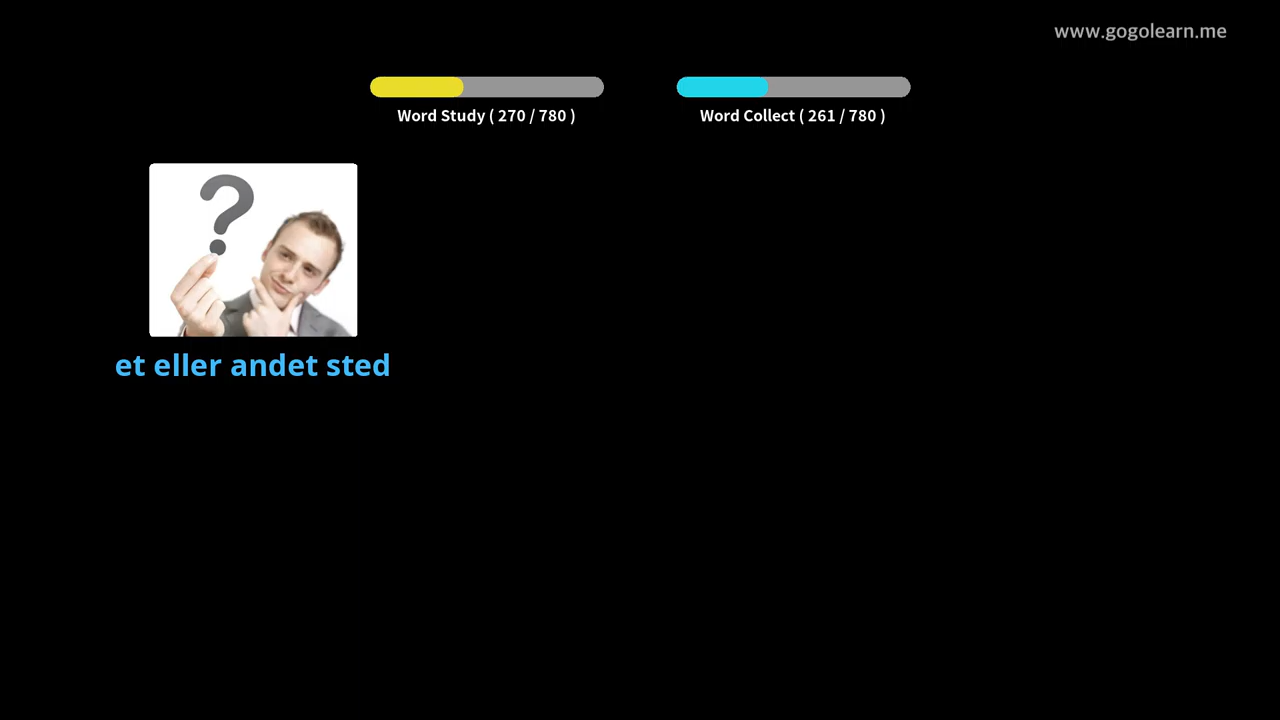 www.gogolearn.me
Word Study ( 270 / 780 )
Word Collect ( 261 / 780 )
?
et eller andet sted